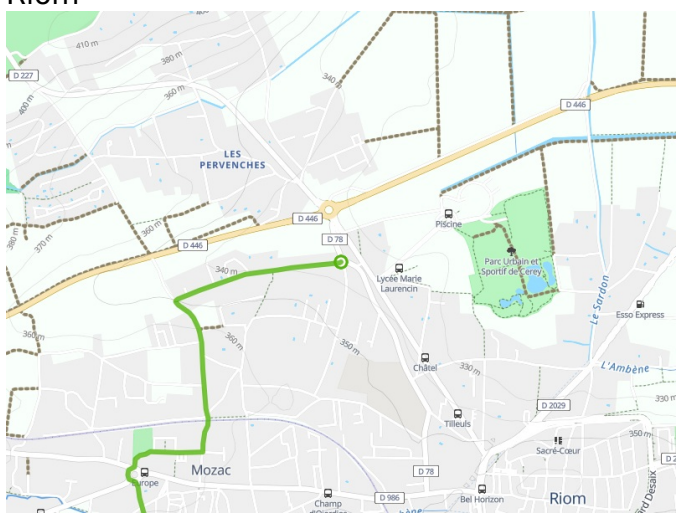 Riom
410 m
D 227
380 m
340 m
400 m
360 m
D 446
LES
PERVENCHES
D 446
Piscine
360 m
D 78
380 m
370 m
D 446
Parc Urbain et
Sportif de Cerey
340 m
Lycée Marie
Laurencin
Le Sardon
Esso Express
360 m
360 m
350 m
Châtel
330 m
L'Ambène
330 m
D 2029
Tilleuls
350 m
360 m
Sacré-Cœur
Mozac
D 78
D 986
Bel Horizon
Riom
Champ